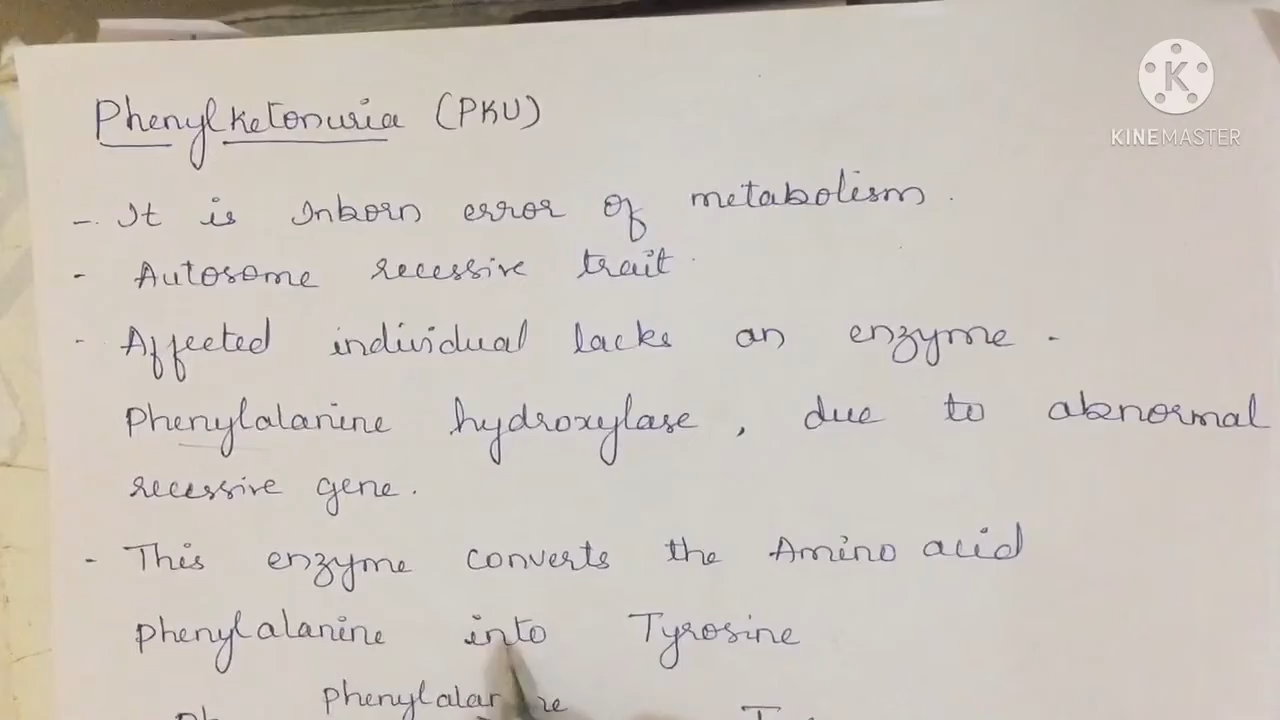 Phenylketonuria (PKU)
K
KINEMASTER
- It is Inborn error of metabolism.
- Autosome recessive trait.
- Affected individual lacks an enzyme.
Phenylalanine hydroxylase, due to abnormal
recessive gene.
- This enzyme converts the Amino acid
phenylalanine into Tyrosine